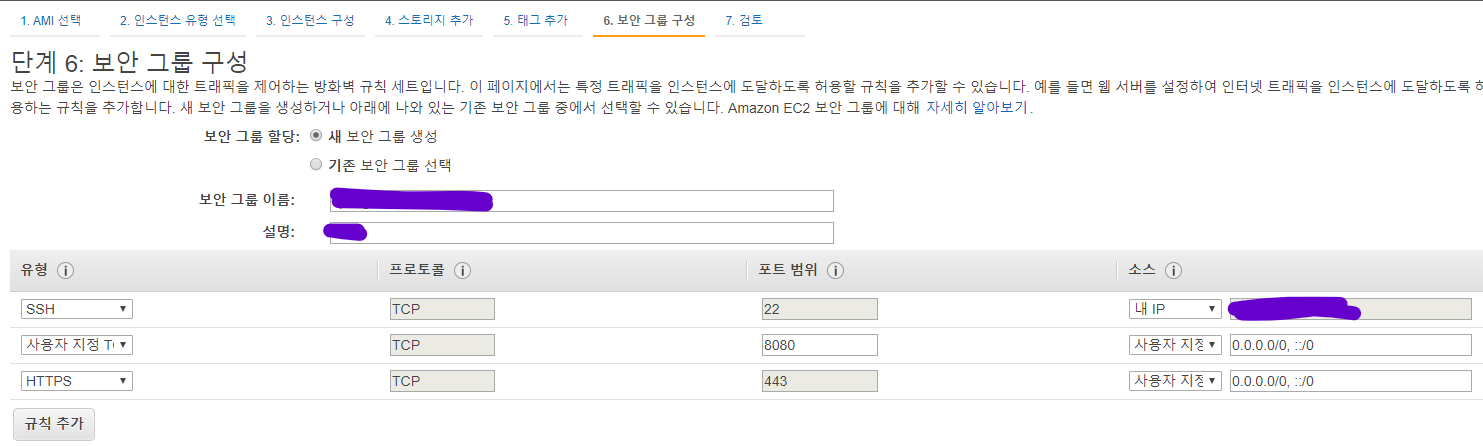 1. AMI 선택 2. 인스턴스 유형 선택 3. 인스턴스 구성 4. 스토리지 추가 5. 태그 추가 6. 보안 그룹 구성 7. 검토
단계 6: 보안 그룹 구성
보안 그룹은 인스턴스에 대한 트래픽을 제어하는 방화벽 규칙 세트입니다. 이 페이지에서는 특정 트래픽을 인스턴스에 도달하도록 허용할 규칙을 추가할 수 있습니다. 예를 들면 웹 서버를 설정하여 인터넷 트래픽을 인스턴스에 도달하도록 허
용하는 규칙을 추가합니다. 새 보안 그룹을 생성하거나 아래에 나와 있는 기존 보안 그룹 중에서 선택할 수 있습니다. Amazon EC2 보안 그룹에 대해 자세히 알아보기.
보안 그룹 할당: 새 보안 그룹 생성
기존 보안 그룹 선택
보안 그룹 이름:
설명:
유형 프로토콜 포트 범위 소스
SSH TCP 22 내 IP
사용자 지정 TCP 8080 사용자 지정 0.0.0.0/0, ::/0
HTTPS TCP 443 사용자 지정 0.0.0.0/0, ::/0
규칙 추가